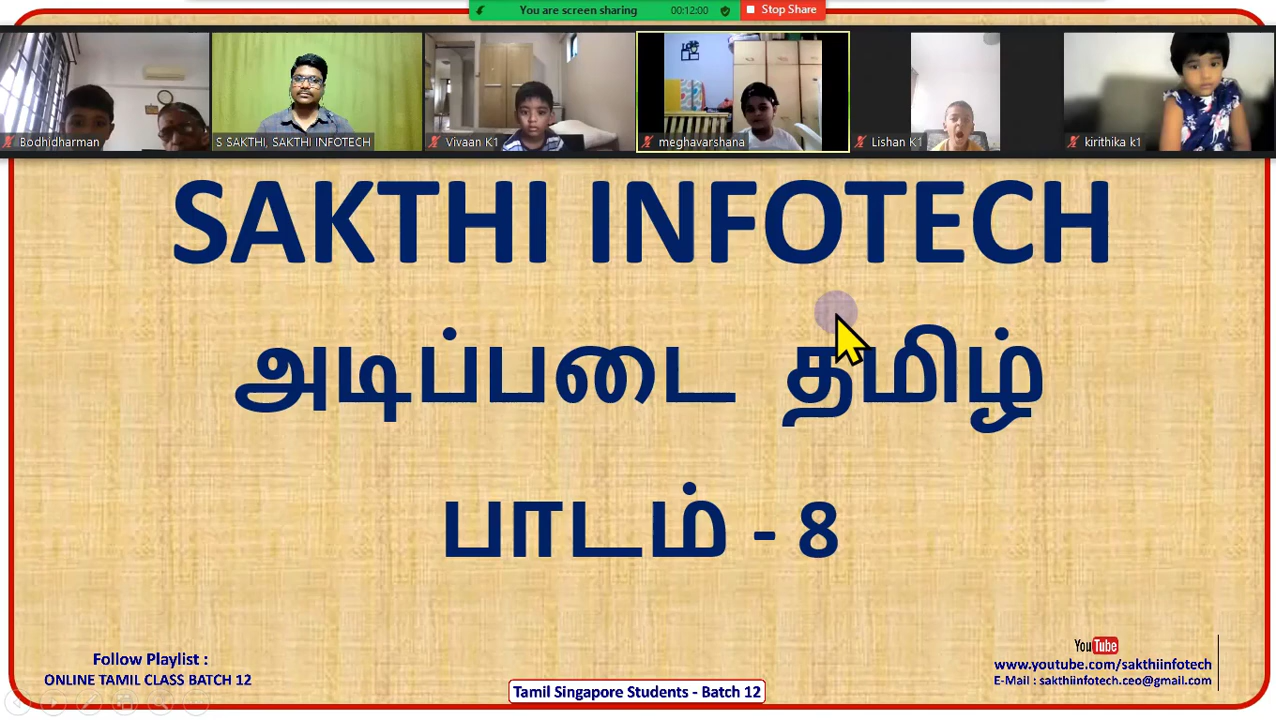 You are screen sharing 00:12:00 Stop Share
Bodhidharman
S SAKTHI, SAKTHI INFOTECH
Vivaan K1
meghavarshana
Lishan K1
kirithika k1
SAKTHI INFOTECH
அடிப்படை தமிழ்
பாடம் - 8
Follow Playlist :
ONLINE TAMIL CLASS BATCH 12
Tamil Singapore Students - Batch 12
YouTube
www.youtube.com/sakthiinfotech
E-Mail : sakthiinfotech.ceo@gmail.com